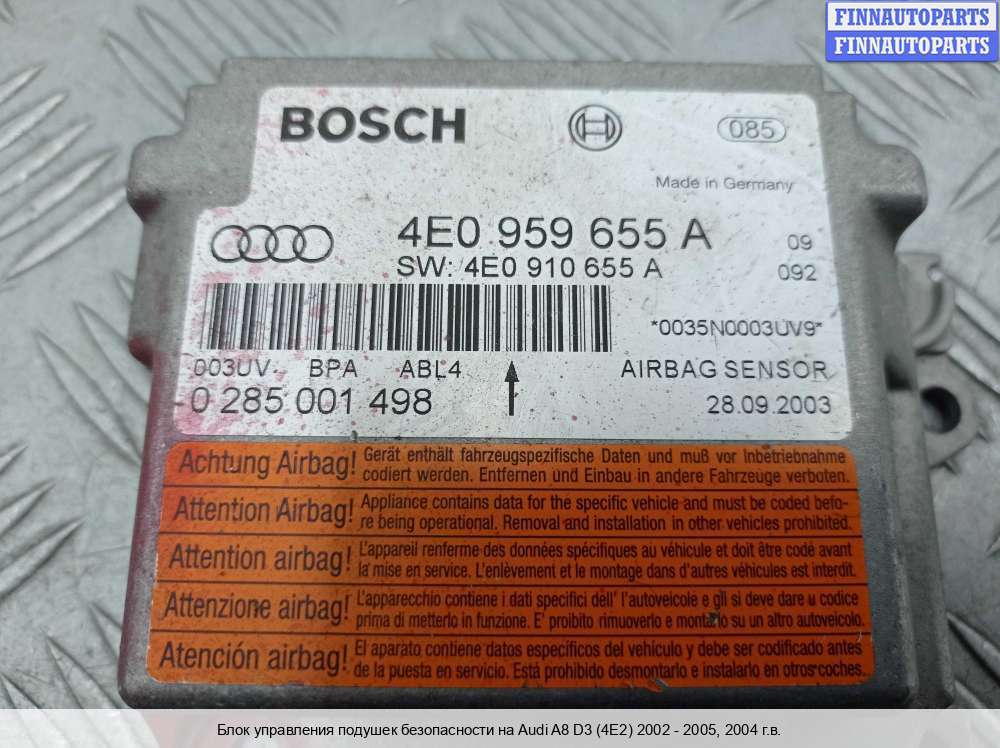 FINNAUTOPARTS
FINNAUTOPARTS
BOSCH
085
Made in Germany
4E0 959 655 A
09
SW: 4E0 910 655 A
092
*0035N0003UV9*
003UV BPA ABL4
AIRBAG SENSOR
0 285 001 498
28.09.2003
Achtung Airbag! Gerät enthält fahrzeugspezifische Daten und muß vor Inbetriebnahme
codiert werden. Entfernen und Einbau in andere Fahrzeuge verboten.
Attention Airbag! Appliance contains data for the specific vehicle and must be coded befo-
re being operational. Removal and installation in other vehicles prohibited.
Attention airbag! L'appareil renferme des données spécifiques au véhicule et doit être codé avant
la mise en service. L'enlèvement et le montage dans d'autres véhicules est interdit.
Attenzione airbag! L'apparecchio contiene i dati specifici dell' l'autoveicolo e gli si deve dare u codice
prima di metterlo in funzione. E' proibito rimuoverlo e montarlo su un altro autoveicolo.
Atención airbag! El aparato contiene datos específicos del vehículo y debe ser codificado antes
de la puesta en servicio. Está prohibido desmontarlo e instalarlo en otros coches.
Блок управления подушек безопасности на Audi A8 D3 (4E2) 2002 - 2005, 2004 г.в.